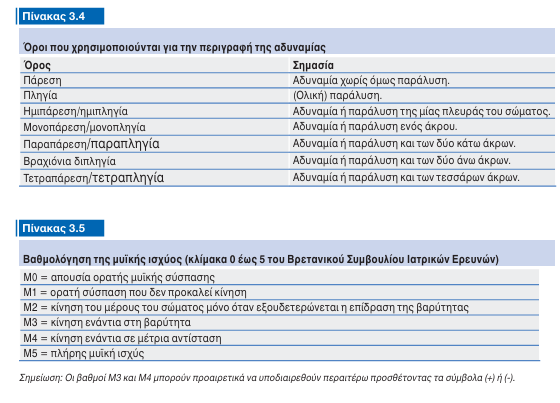 Πίνακας 3.4
Όροι που χρησιμοποιούνται για την περιγραφή της αδυναμίας
Όρος Σημασία
Πάρεση Αδυναμία χωρίς όμως παράλυση.
Πληγία (Ολική) παράλυση.
Ημιπάρεση/ημιπληγία Αδυναμία ή παράλυση της μίας πλευράς του σώματος.
Μονοπάρεση/μονοπληγία Αδυναμία ή παράλυση ενός άκρου.
Παραπάρεση/παραπληγία Αδυναμία ή παράλυση και των δύο κάτω άκρων.
Βραχιόνια διπληγία Αδυναμία ή παράλυση και των δύο άνω άκρων.
Τετραπάρεση/τετραπληγία Αδυναμία ή παράλυση και των τεσσάρων άκρων.
Πίνακας 3.5
Βαθμολόγηση της μυϊκής ισχύος (κλίμακα 0 έως 5 του Βρετανικού Συμβουλίου Ιατρικών Ερευνών)
M0 = απουσία ορατής μυϊκής σύσπασης
M1 = ορατή σύσπαση που δεν προκαλεί κίνηση
M2 = κίνηση του μέρους του σώματος μόνο όταν εξουδετερώνεται η επίδραση της βαρύτητας
M3 = κίνηση ενάντια στη βαρύτητα
M4 = κίνηση ενάντια σε μέτρια αντίσταση
M5 = πλήρης μυϊκή ισχύς
Σημείωση: Οι βαθμοί M3 και M4 μπορούν προαιρετικά να υποδιαιρεθούν περαιτέρω προσθέτοντας τα σύμβολα (+) ή (-).